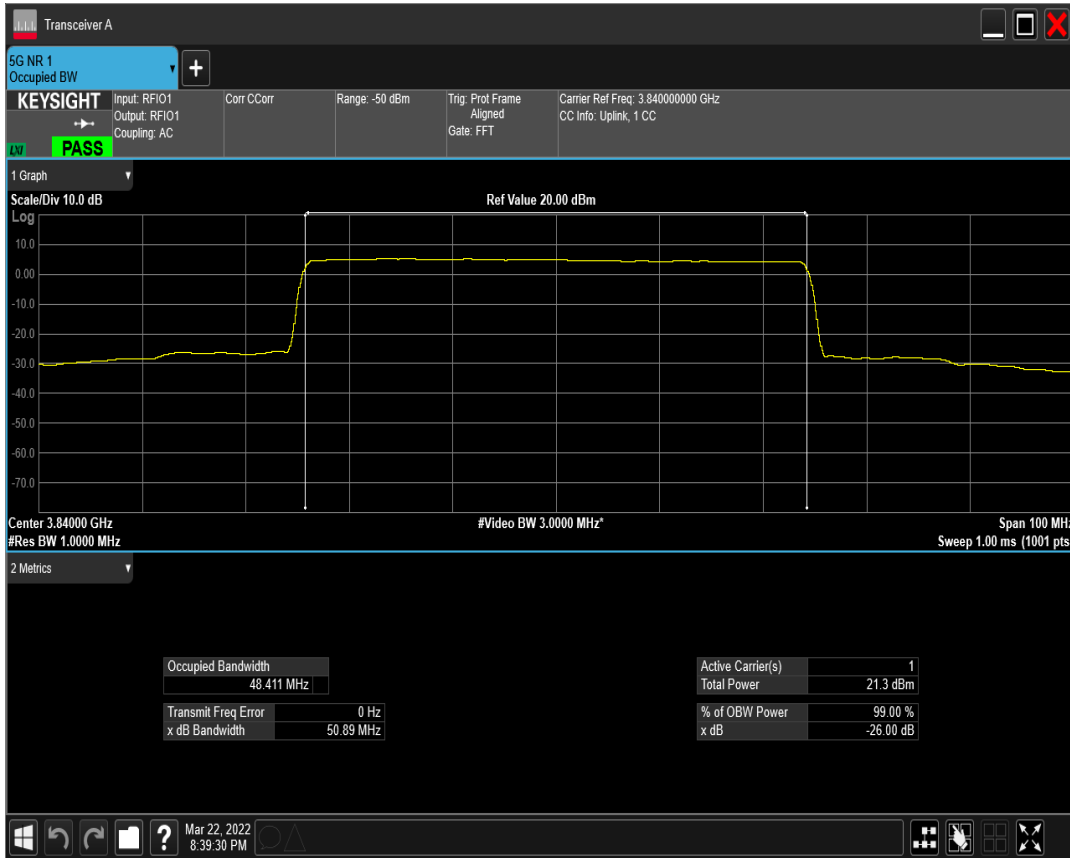 Transceiver A
5G NR 1
Occupied BW
KEYSIGHT
LXI
PASS
Input: RFIO1
Output: RFIO1
Coupling: AC
Corr CCorr
Range: -50 dBm
Trig: Prot Frame
Aligned
Gate: FFT
Carrier Ref Freq: 3.840000000 GHz
CC Info: Uplink, 1 CC
1 Graph
Scale/Div 10.0 dB
Ref Value 20.00 dBm
Log
10.0
0.00
-10.0
-20.0
-30.0
-40.0
-50.0
-60.0
-70.0
Center 3.84000 GHz
#Video BW 3.0000 MHz*
Span 100 MHz
#Res BW 1.0000 MHz
Sweep 1.00 ms (1001 pts
2 Metrics
Occupied Bandwidth
48.411 MHz
Transmit Freq Error 0 Hz
x dB Bandwidth 50.89 MHz
Active Carrier(s) 1
Total Power 21.3 dBm
% of OBW Power 99.00 %
x dB -26.00 dB
?
Mar 22, 2022
8:39:30 PM